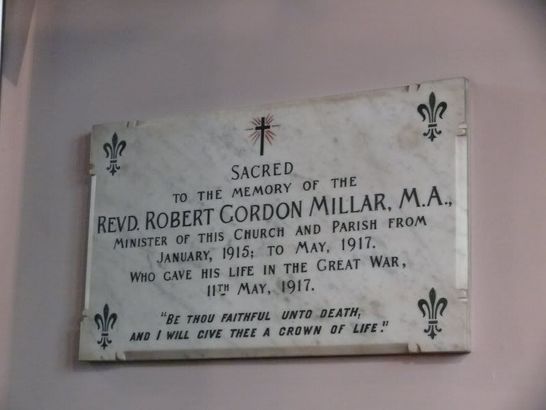 SACRED
TO THE MEMORY OF THE
REVD. ROBERT GORDON MILLAR, M.A.,
MINISTER OF THIS CHURCH AND PARISH FROM
JANUARY, 1915; TO MAY, 1917.
WHO GAVE HIS LIFE IN THE GREAT WAR,
11TH MAY, 1917.
"BE THOU FAITHFUL UNTO DEATH,
AND I WILL GIVE THEE A CROWN OF LIFE."